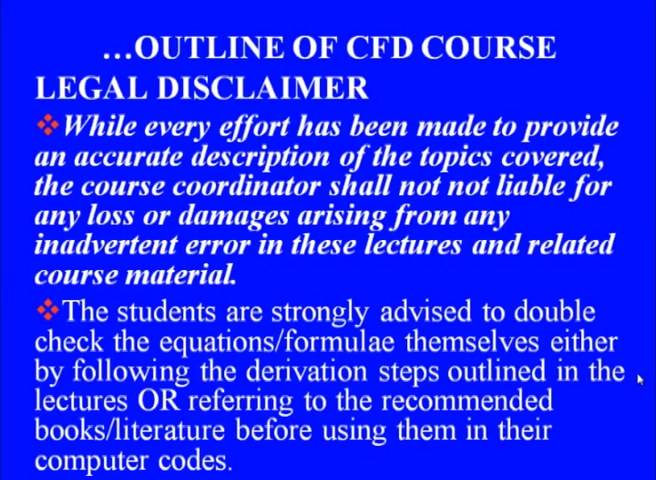 ...OUTLINE OF CFD COURSE
LEGAL DISCLAIMER
❖While every effort has been made to provide
an accurate description of the topics covered,
the course coordinator shall not not liable for
any loss or damages arising from any
inadvertent error in these lectures and related
course material.
❖The students are strongly advised to double
check the equations/formulae themselves either
by following the derivation steps outlined in the
lectures OR referring to the recommended
books/literature before using them in their
computer codes.